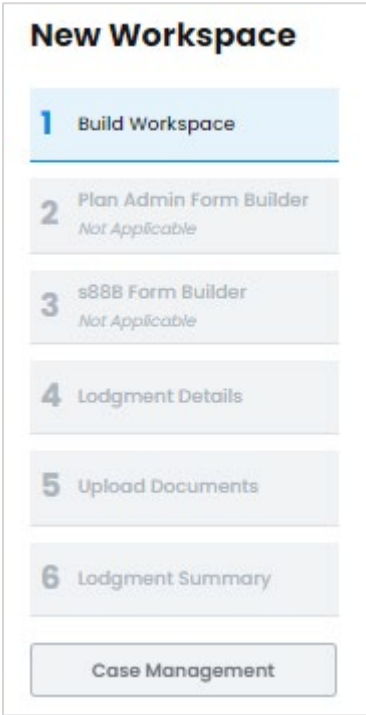 New Workspace
1 Build Workspace
2 Plan Admin Form Builder
Not Applicable
3 s88B Form Builder
Not Applicable
4 Lodgment Details
5 Upload Documents
6 Lodgment Summary
Case Management